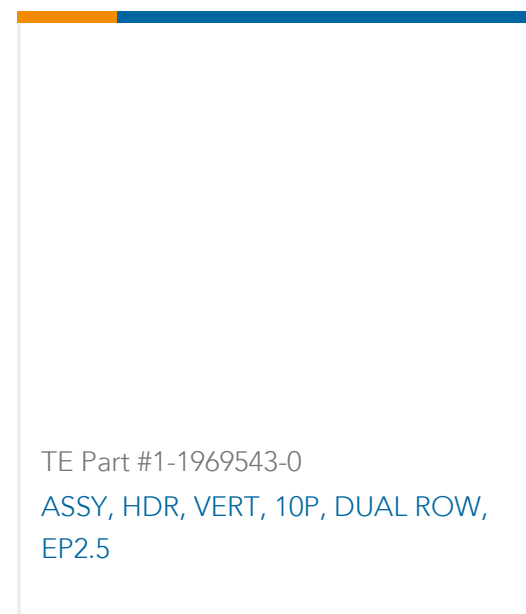 TE Part #1-1969543-0
ASSY, HDR, VERT, 10P, DUAL ROW,
EP2.5